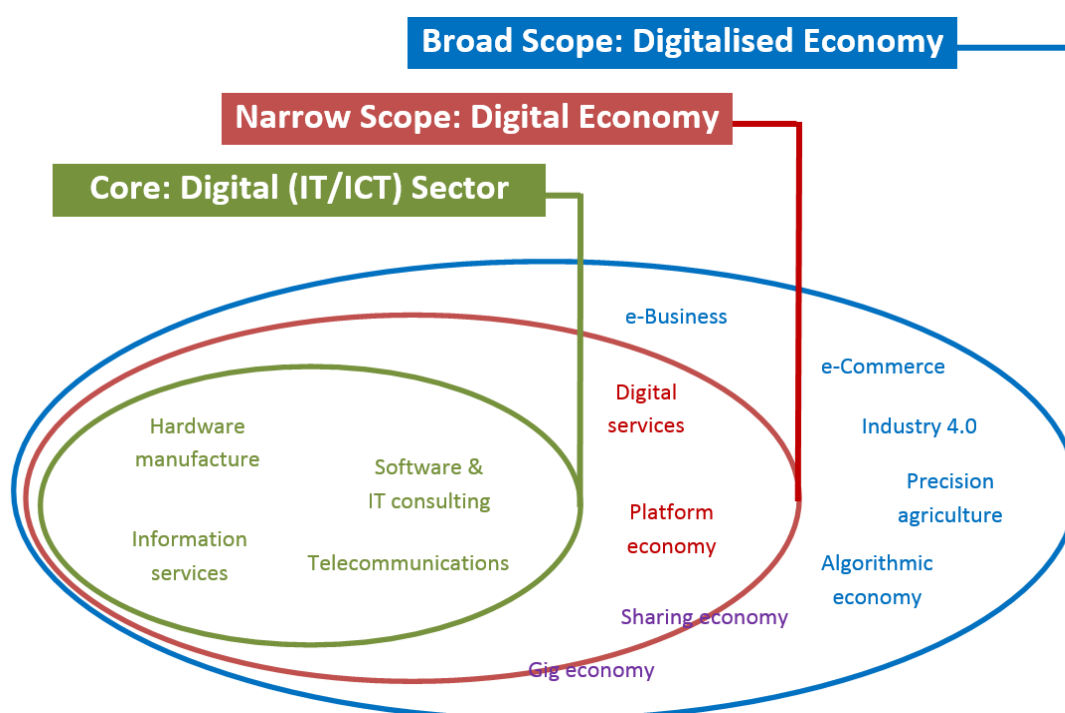 Broad Scope: Digitalised Economy
Narrow Scope: Digital Economy
Core: Digital (IT/ICT) Sector
e-Business
e-Commerce
Digital
services
Industry 4.0
Hardware
manufacture
Software &
IT consulting
Precision
agriculture
Platform
economy
Information
services
Telecommunications
Algorithmic
economy
Sharing economy
Gig economy